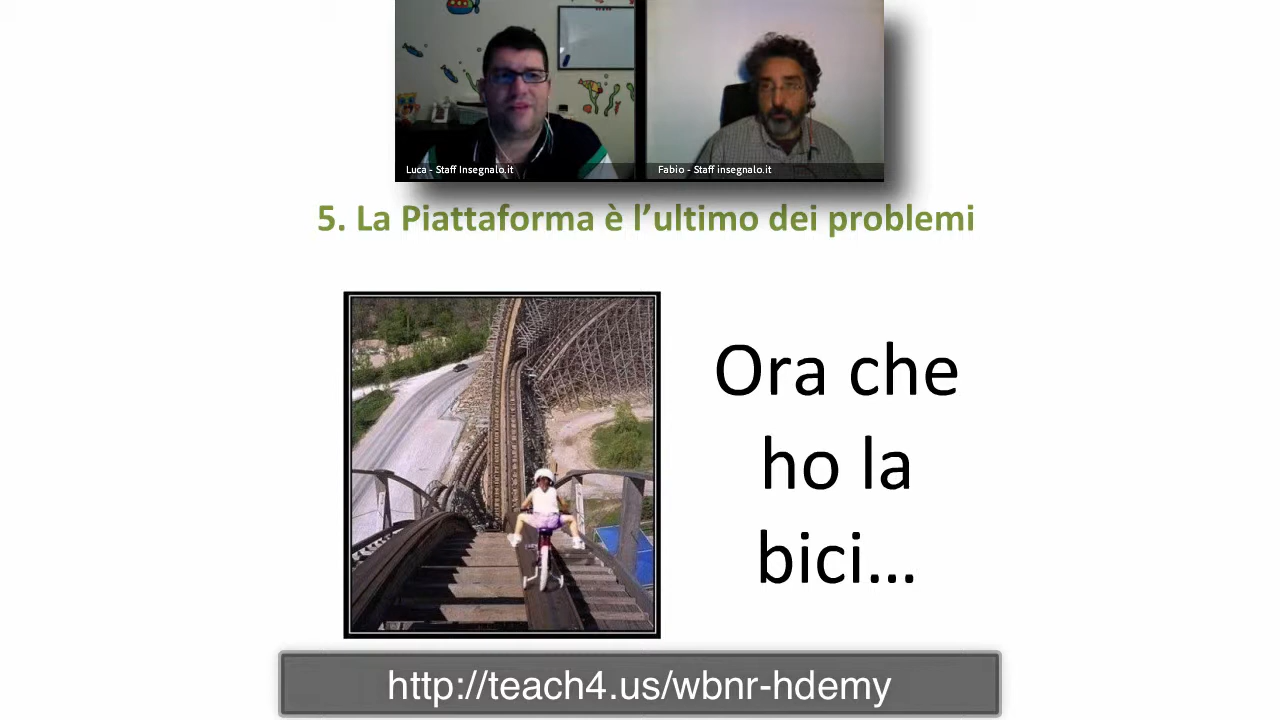 Luca - Staff Insegnalo.it
Fabio - Staff insegnalo.it
5. La Piattaforma è l’ultimo dei problemi
Ora che
ho la
bici…
http://teach4.us/wbnr-hdemy